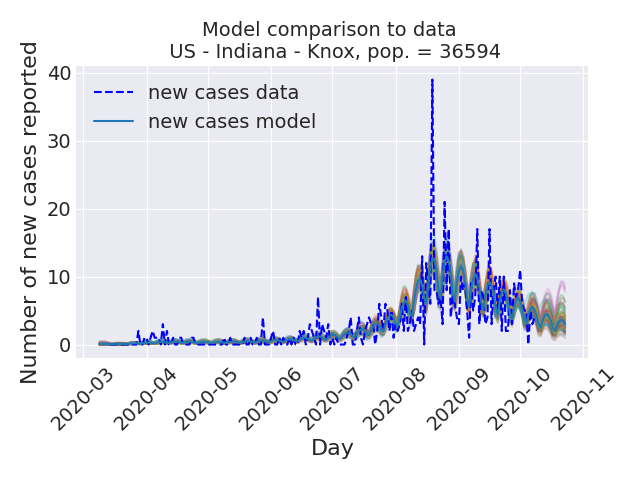 Model comparison to data
US - Indiana - Knox, pop. = 36594
Number of new cases reported
40
30
20
10
0
new cases data
new cases model
2020-03
2020-04
2020-05
2020-06
2020-07
2020-08
2020-09
2020-10
2020-11
Day